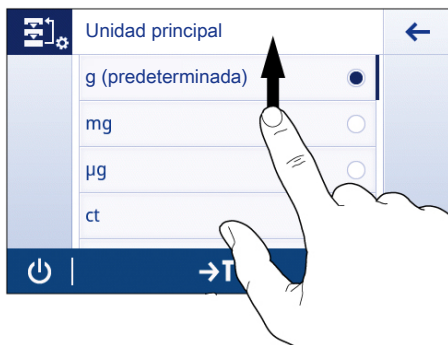 Unidad principal
g (predeterminada)
mg
µg
ct
→T